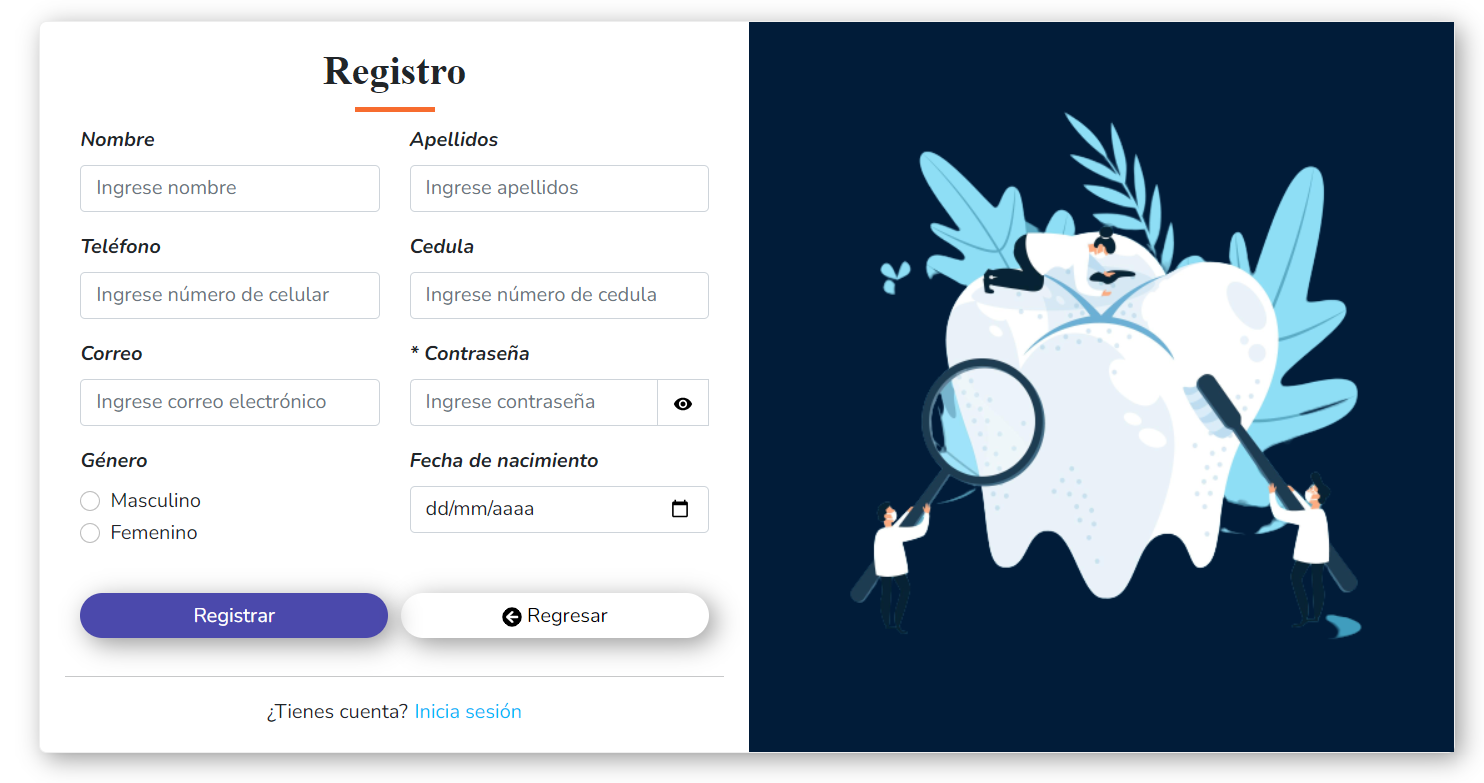 Registro
Nombre
Apellidos
Ingrese nombre
Ingrese apellidos
Teléfono
Cedula
Ingrese número de celular
Ingrese número de cedula
Correo
* Contraseña
Ingrese correo electrónico
Ingrese contraseña
Género
Fecha de nacimiento
Masculino
dd/mm/aaaa
Femenino
Registrar
Regresar
¿Tienes cuenta? Inicia sesión